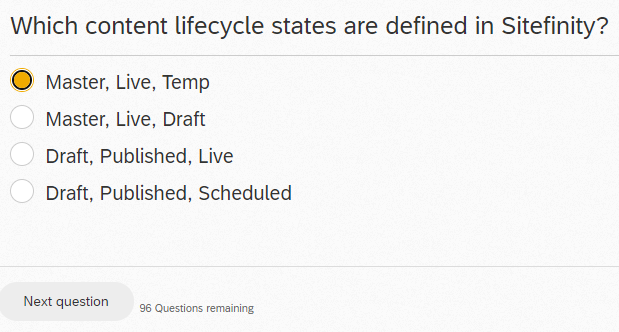 Which content lifecycle states are defined in Sitefinity?
Master, Live, Temp
Master, Live, Draft
Draft, Published, Live
Draft, Published, Scheduled
Next question
96 Questions remaining